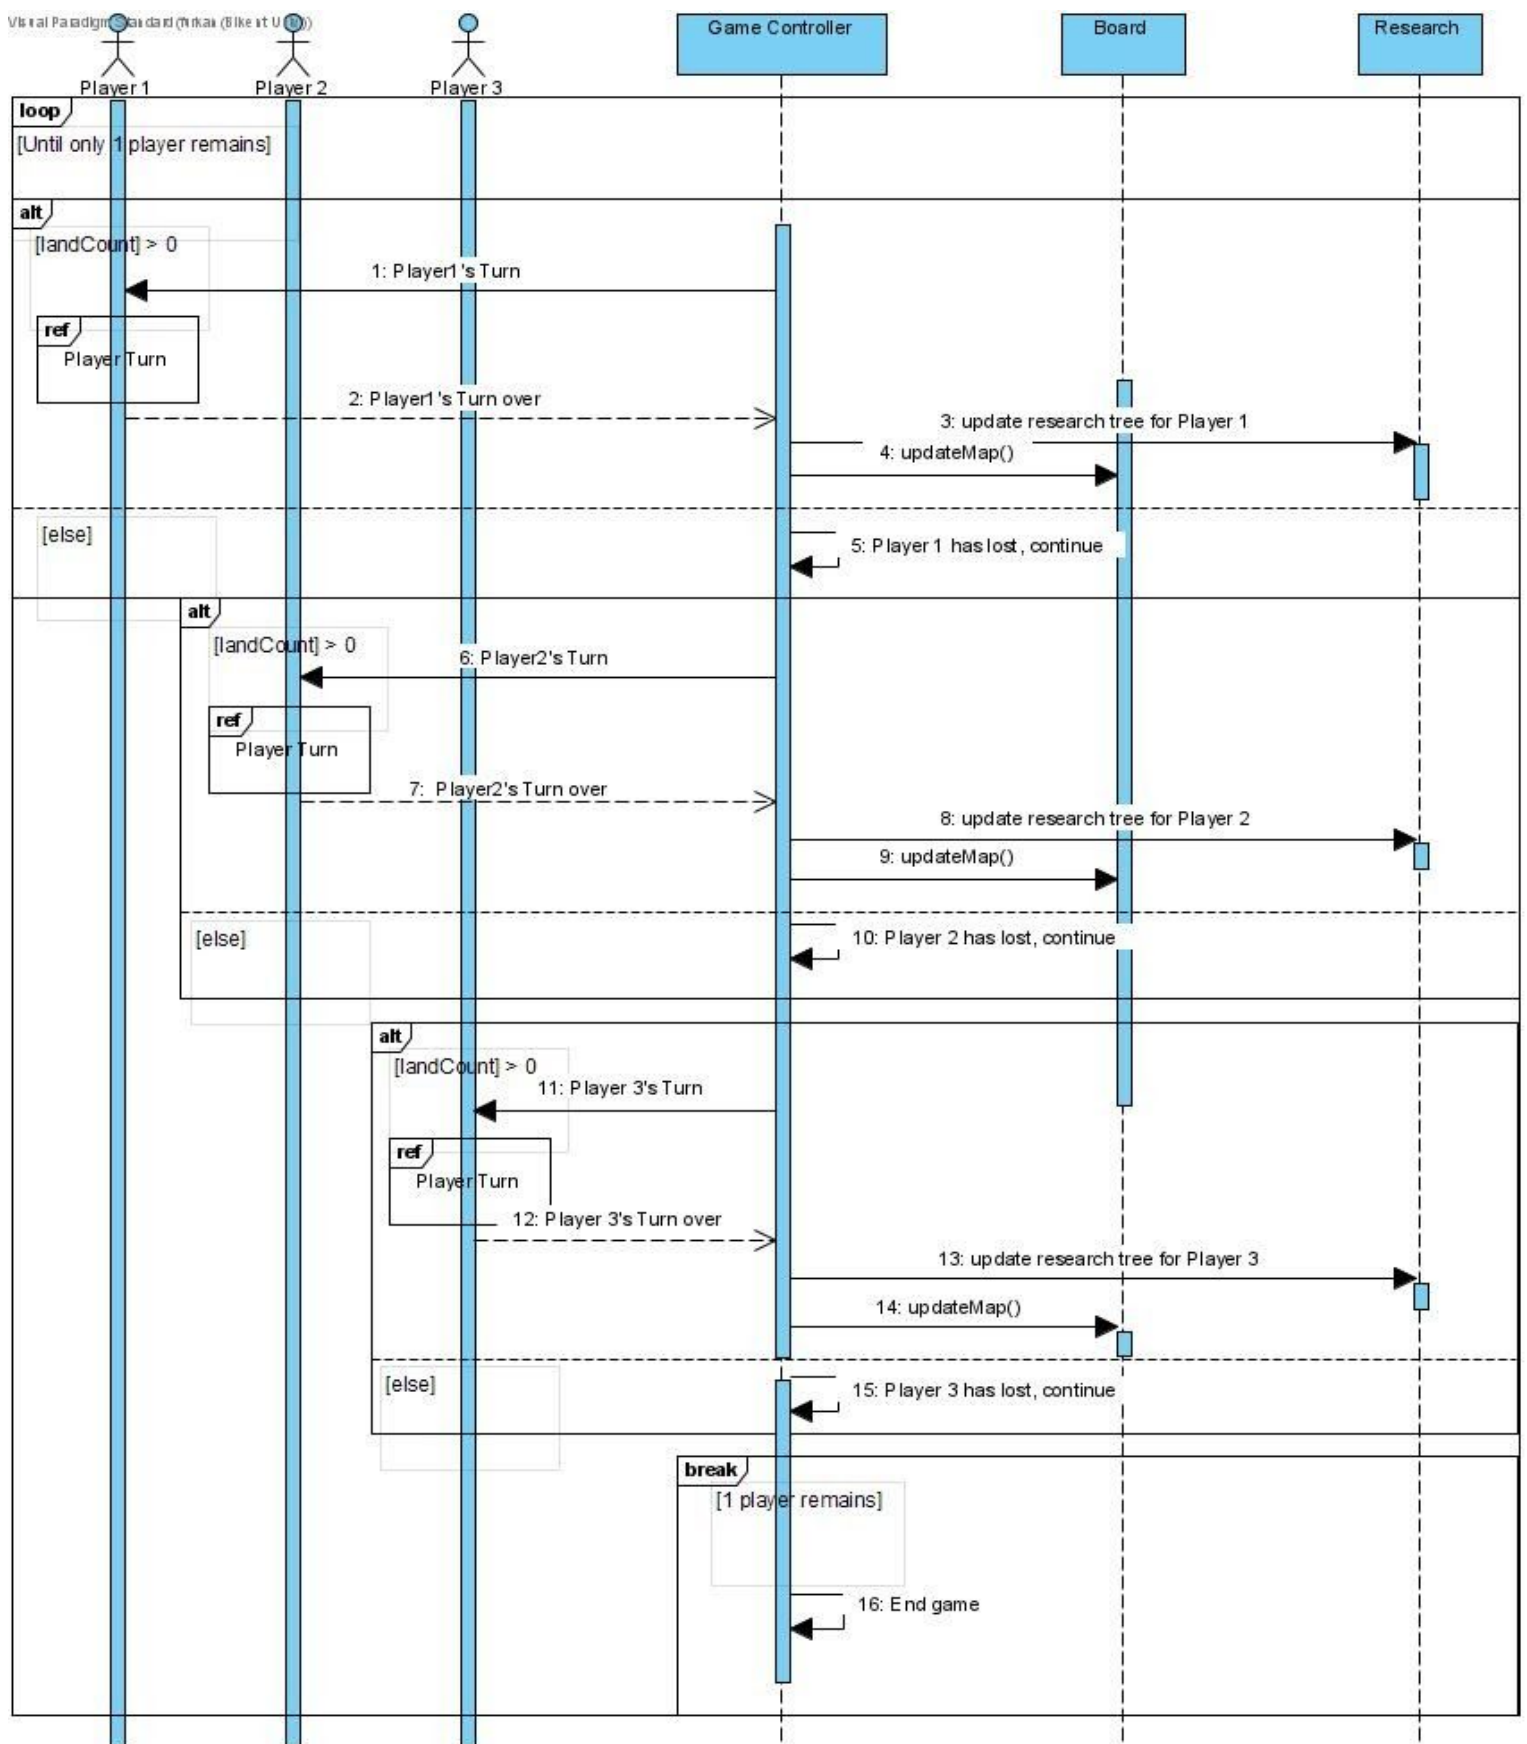 Visual Paradigm Standard (
Game Controller
Board
Research
Player 1
Player 2
Player 3
loop
[Until only 1 player remains]
alt
[landCount] > 0
1: Player1's Turn
ref
Player Turn
2: Player1's Turn over
3: update research tree for Player 1
4: updateMap()
[else]
5: Player 1 has lost, continue
alt
[landCount] > 0
6: Player2's Turn
ref
Player Turn
7: Player2's Turn over
8: update research tree for Player 2
9: updateMap()
[else]
10: Player 2 has lost, continue
alt
[landCount] > 0
11: Player 3's Turn
ref
Player Turn
12: Player 3's Turn over
13: update research tree for Player 3
14: updateMap()
[else]
15: Player 3 has lost, continue
break
[1 player remains]
16: End game